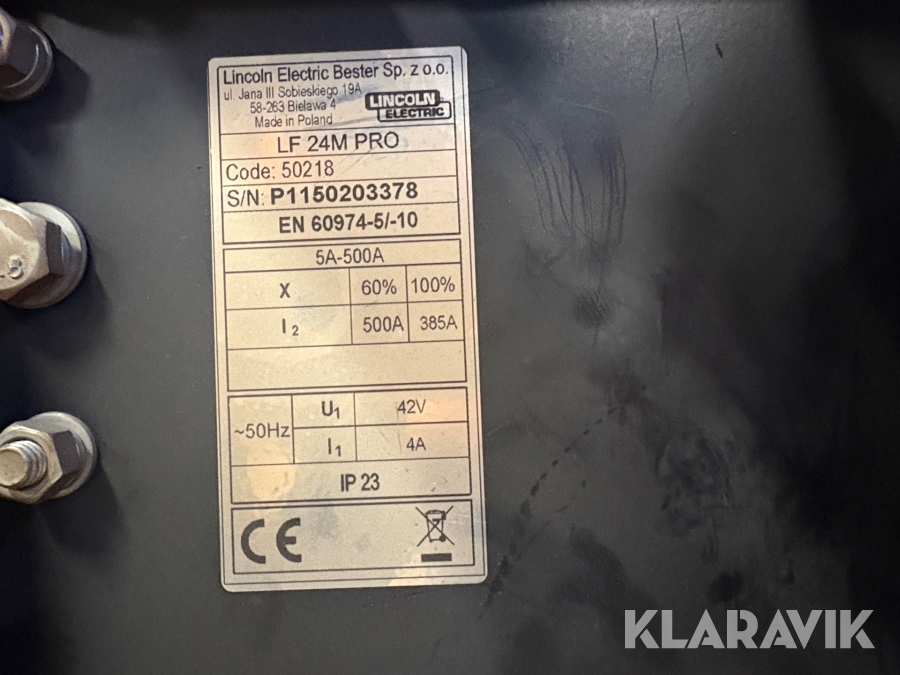 Lincoln Electric Bester Sp. z o.o.
ul. Jana III Sobieskiego 19A
58-263 Bielawa 4
Made in Poland
LINCOLN
ELECTRIC
LF 24M PRO
Code: 50218
S/N: P1150203378
EN 60974-5/-10
5A-500A
X 60% 100%
I2 500A 385A
~50Hz
U1 42V
I1 4A
IP 23
CE
KLARAVIK